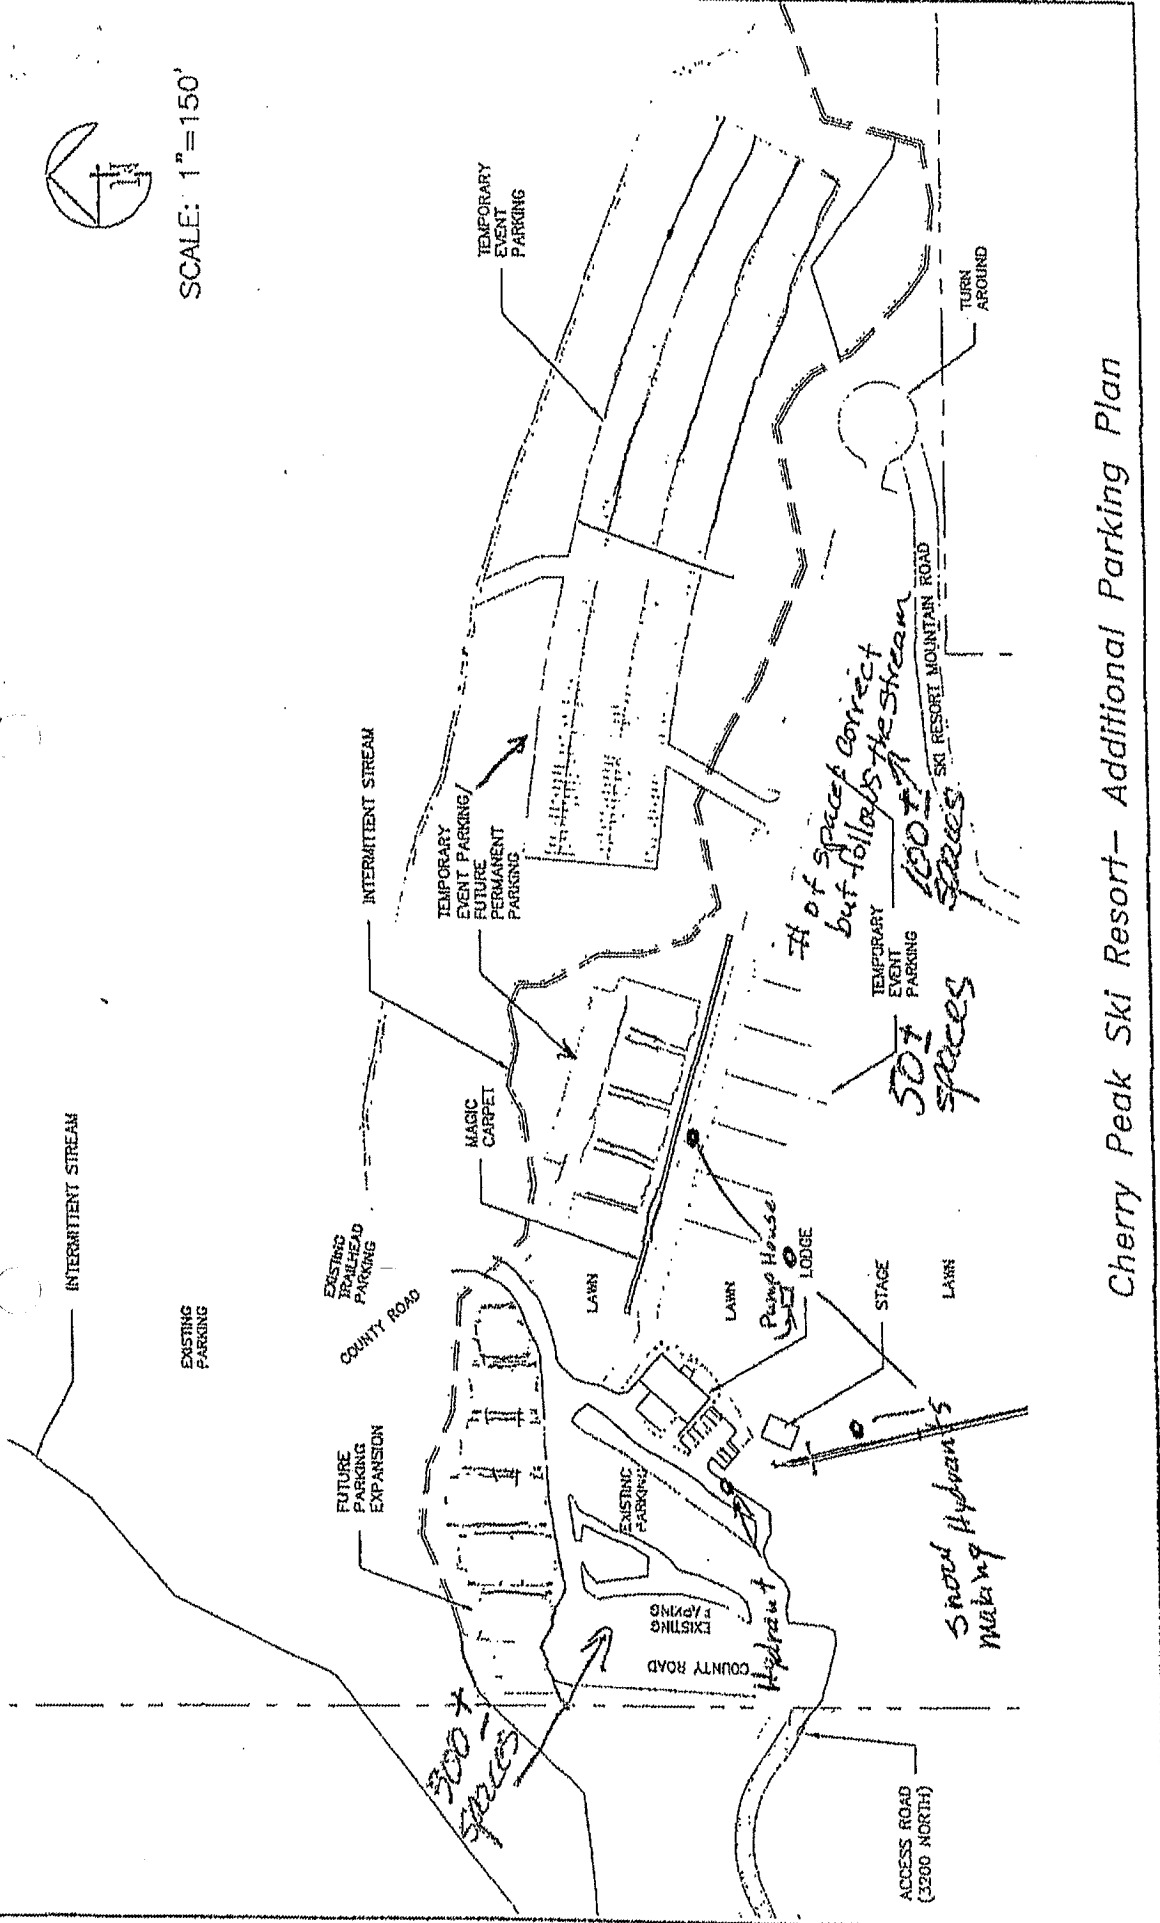 SCALE: 1"=150'
INTERMITTENT STREAM
EXISTING
PARKING
EXISTING
TRAILHEAD
PARKING
COUNTY ROAD
INTERMITTENT STREAM
TEMPORARY
EVENT
PARKING
FUTURE
PARKING
EXPANSION
MAGIC
CARPET
TEMPORARY
EVENT PARKING/
FUTURE
PERMANENT
PARKING
300 ±
spaces
LAWN
EXISTING
PARKING
EXISTING
PARKING
COUNTY ROAD
Hydrant
LAWN
Pump House
LODGE
STAGE
LAWN
# of spaces correct
but follows the stream
TEMPORARY
EVENT
PARKING
100 ±
spaces
50 ±
spaces
SKI RESORT MOUNTAIN ROAD
TURN
AROUND
ACCESS ROAD
(3200 NORTH)
Snow Hydrants
making
Cherry Peak Ski Resort- Additional Parking Plan